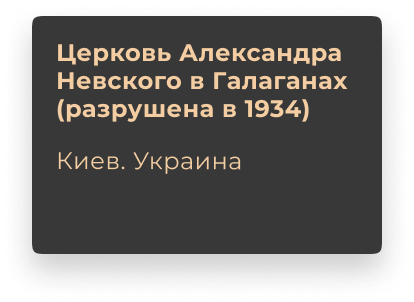 Церковь Александра
Невского в Галаганах
(разрушена в 1934)
Киев. Украина